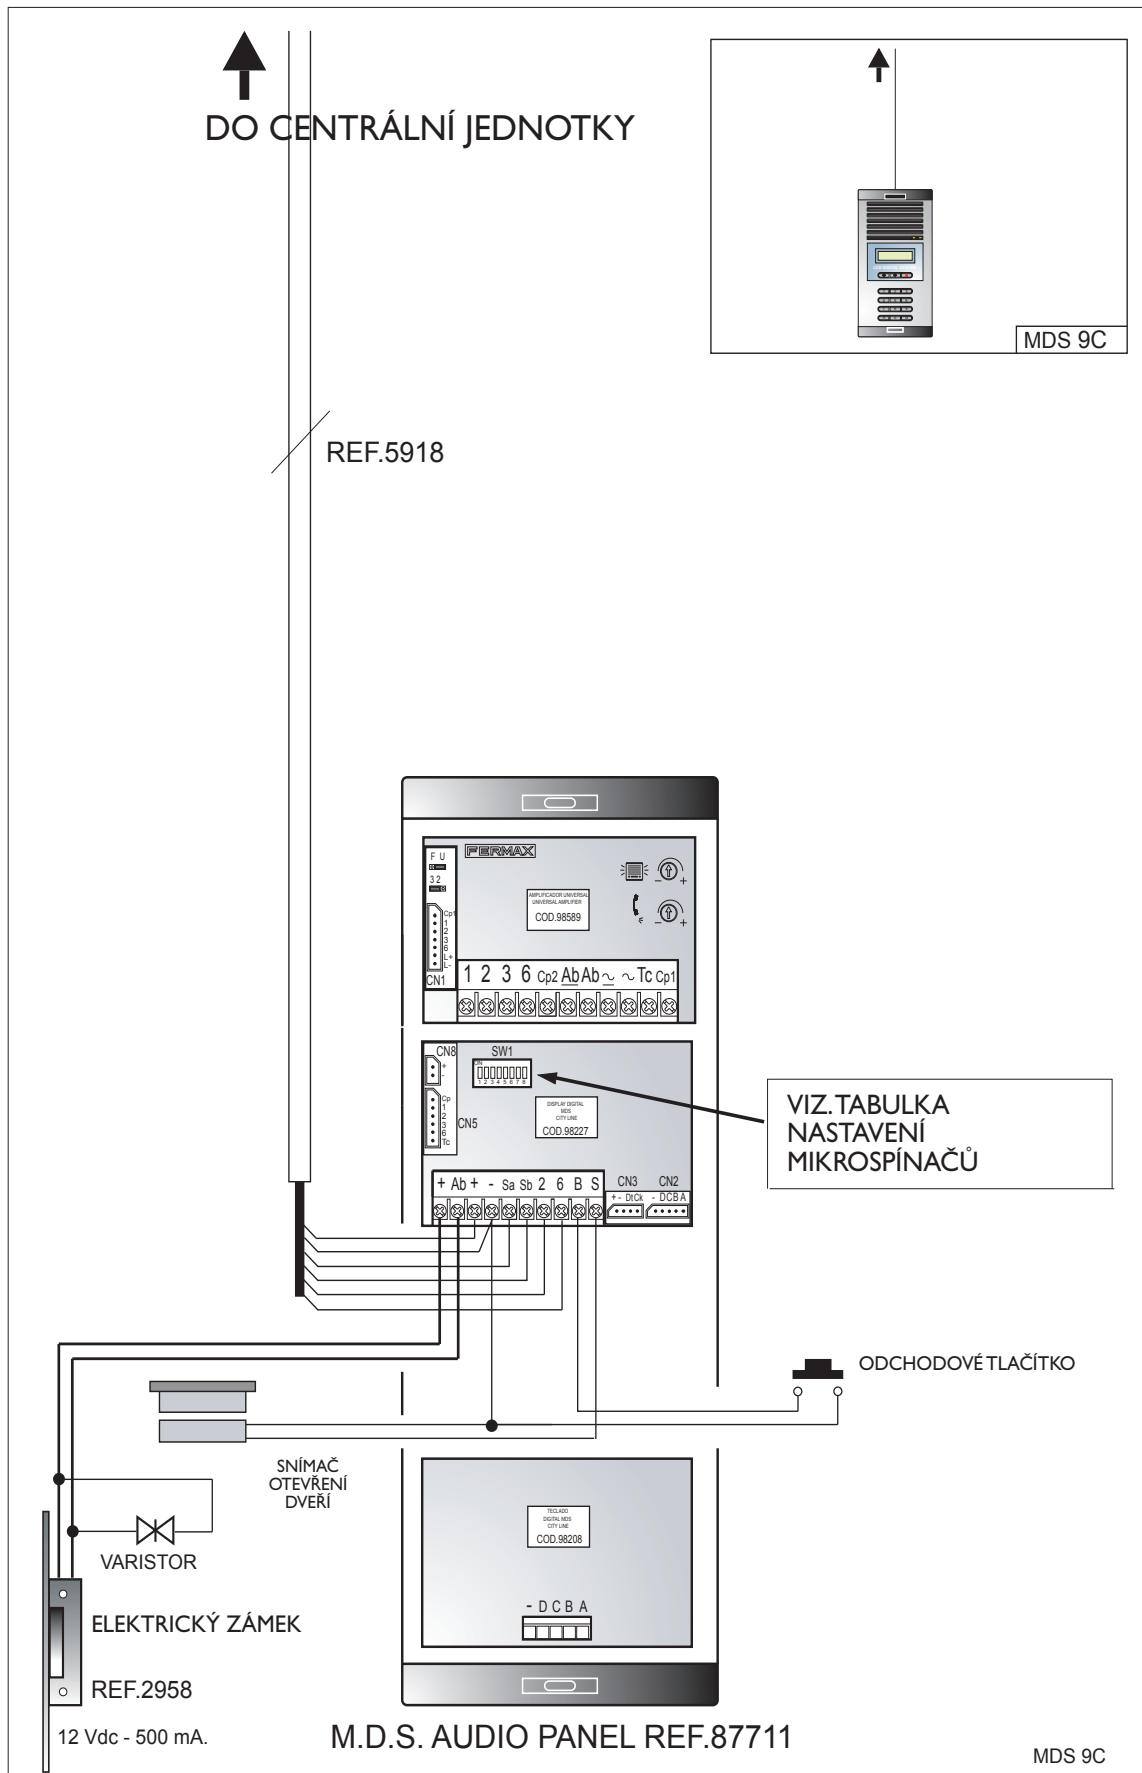 DO CENTRÁLNÍ JEDNOTKY
MDS 9C
REF.5918
F U
FERMAX
3 2
AMPLIFICADOR UNIVERSAL
UNIVERSAL AMPLIFIER
COD.98589
- +
- +
Cp1
1
2
3
6
L+
L-
CN1
1 2 3 6 Cp2 Ab Ab ~ ~ Tc Cp1
CN8
+
-
SW1
ON
1 2 3 4 5 6 7 8
Cp
1
2
3
6
Tc
CN5
DISPLAY DIGITAL
MDS
CITY LINE
COD.98227
VIZ. TABULKA
NASTAVENÍ
MIKROSPÍNAČŮ
+ Ab + - Sa Sb 2 6 B S
CN3 CN2
+ - Dt Ck - D C B A
ODCHODOVÉ TLAČÍTKO
SNÍMAČ
OTEVŘENÍ
DVEŘÍ
VARISTOR
TECLADO
DIGITAL MDS
CITY LINE
COD.98208
- D C B A
ELEKTRICKÝ ZÁMEK
REF.2958
12 Vdc - 500 mA.
M.D.S. AUDIO PANEL REF.87711
MDS 9C